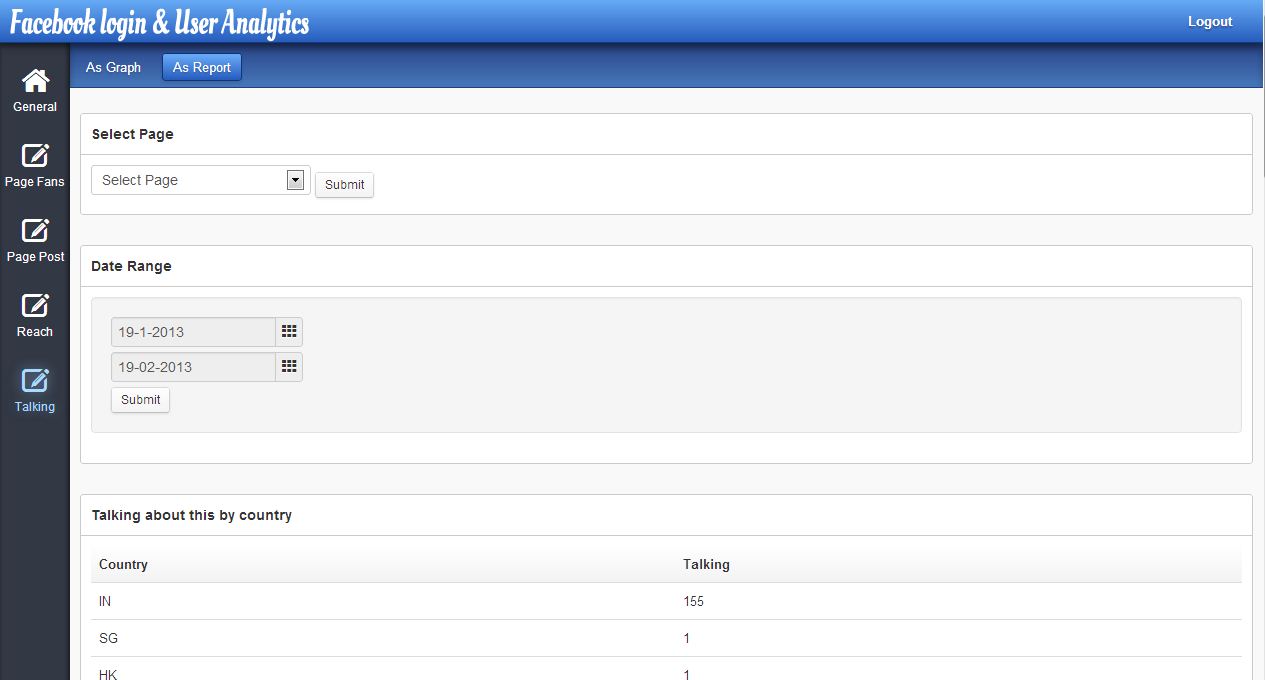 Facebook login & User Analytics
Logout
As Graph
As Report
General
Page Fans
Page Post
Reach
Talking
Select Page
Select Page
Submit
Date Range
19-1-2013
19-02-2013
Submit
Talking about this by country
Country Talking
IN 155
SG 1
HK 1